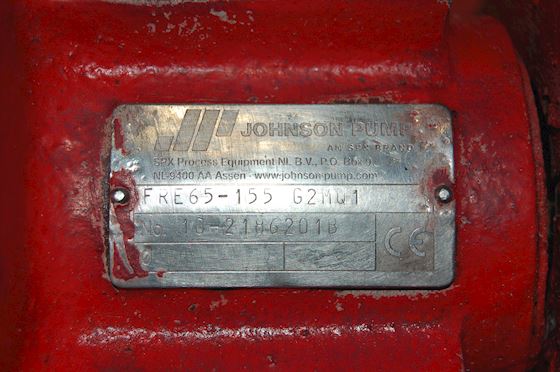 JOHNSON PUMP
AN SPX BRAND
SPX Process Equipment NL B.V., P.O. Box 9
NL-9400 AA Assen - www.johnson-pump.com
FRE65-155 G2MQ1
No. 10-2186201B
CE